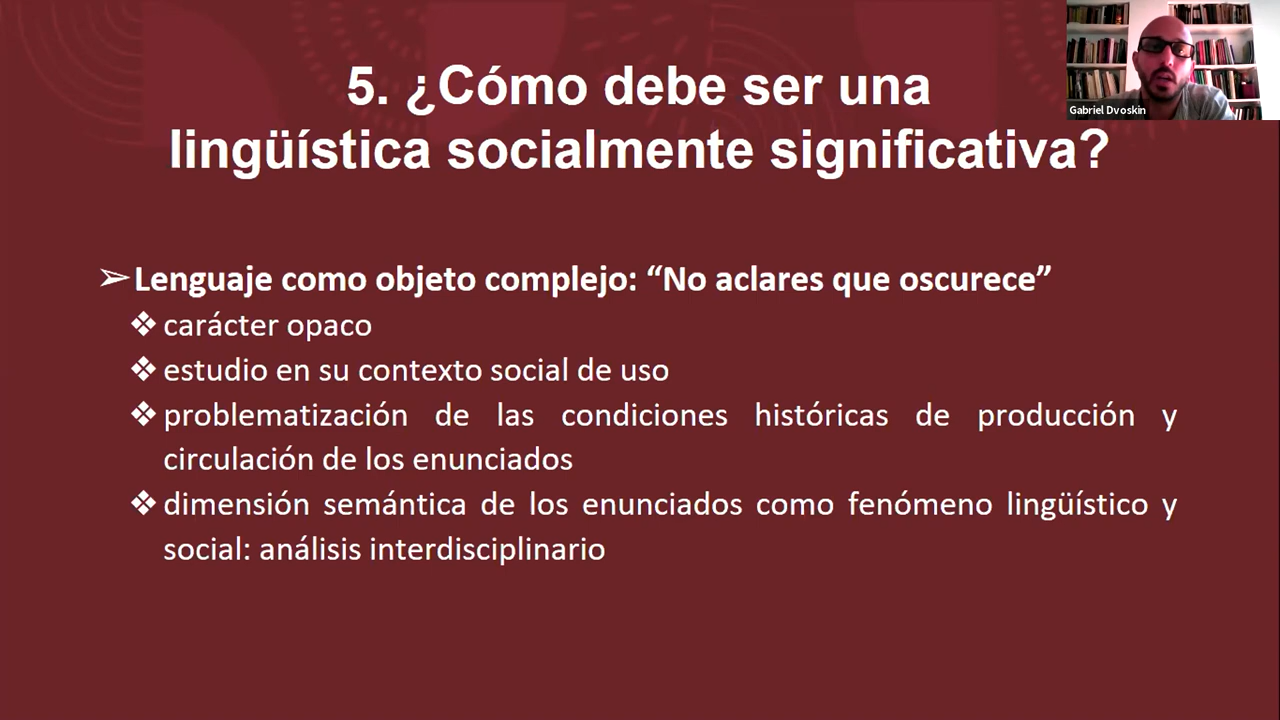 5. ¿Cómo debe ser una
lingüística socialmente significativa?
Gabriel Dvoskin
➢Lenguaje como objeto complejo: “No aclares que oscurece”
❖carácter opaco
❖estudio en su contexto social de uso
❖problematización de las condiciones históricas de producción y
circulación de los enunciados
❖dimensión semántica de los enunciados como fenómeno lingüístico y
social: análisis interdisciplinario